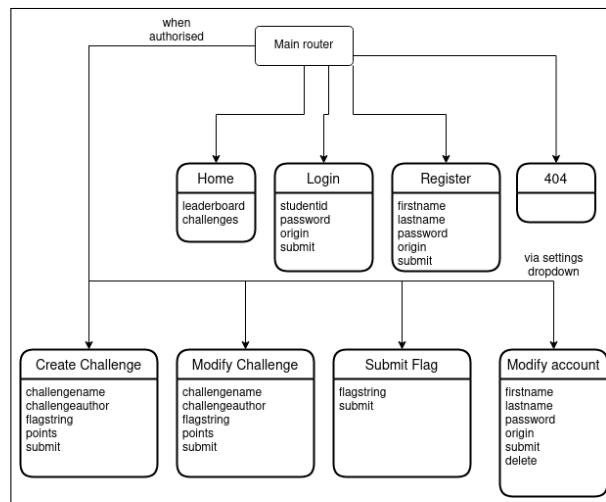 when
authorised
Main router
Home
leaderboard
challenges
Login
studentid
password
origin
submit
Register
firstname
lastname
password
origin
submit
404
via settings
dropdown
Create Challenge
challengename
challengeauthor
flagstring
points
submit
Modify Challenge
challengename
challengeauthor
flagstring
points
submit
Submit Flag
flagstring
submit
Modify account
firstname
lastname
password
origin
submit
delete